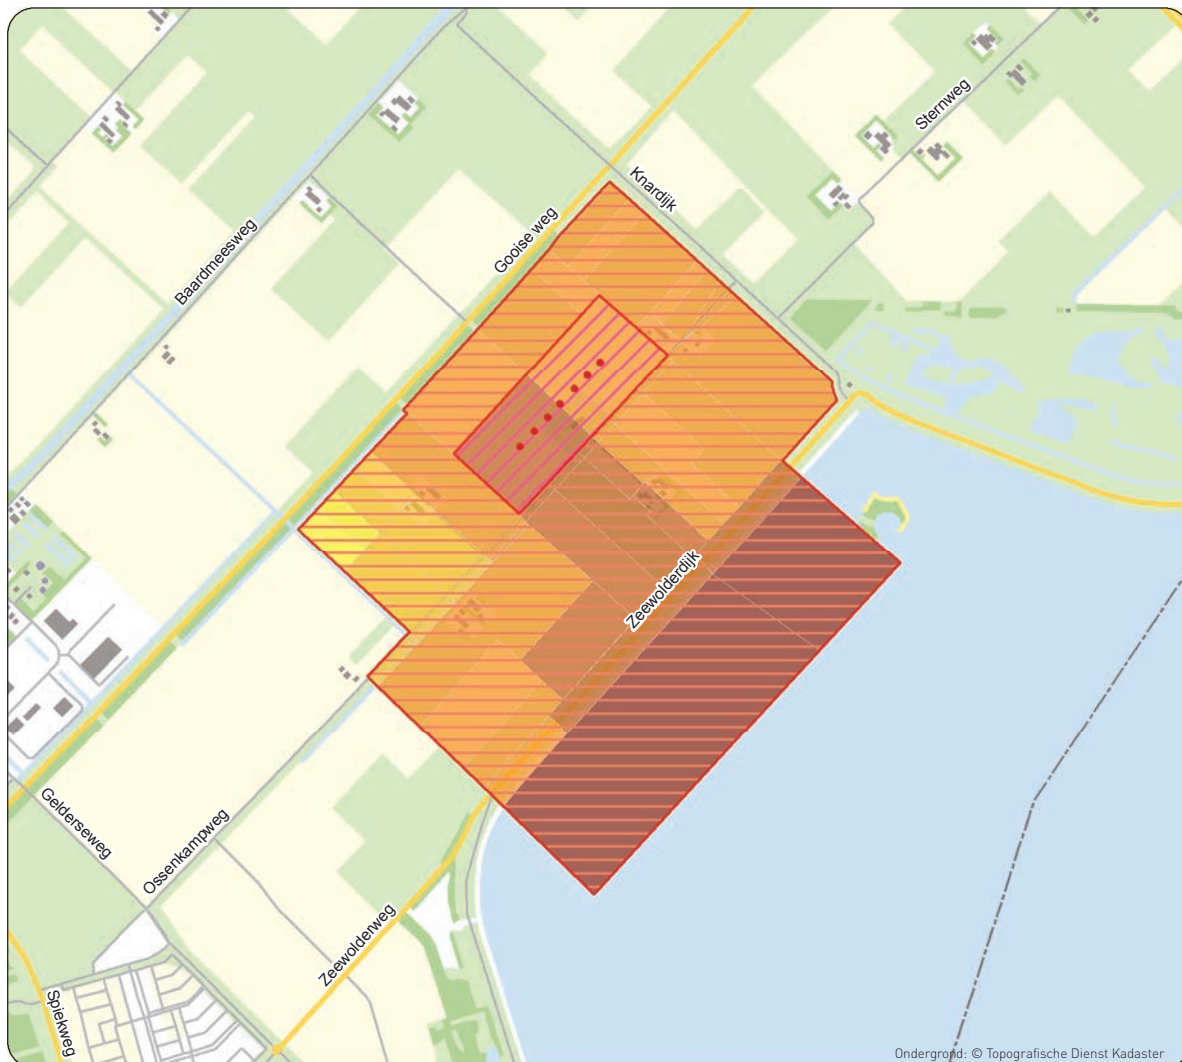 Sternweg
Knardijk
Gooise weg
Baardmeesweg
Zeewolderdijk
Gelderseweg
Ossenkampweg
Zeewolderweg
Spiekweg
Ondergrond: © Topografische Dienst Kadaster